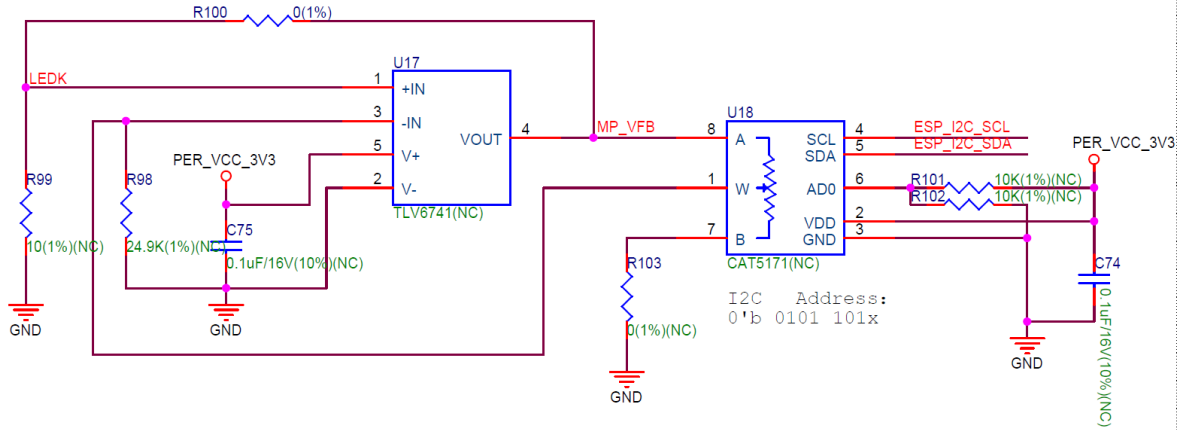 R100 0(1%)
U17
LEDK 1 +IN
3 -IN
VOUT 4 MP_VFB
5 V+
2 V-
TLV6741(NC)
PER_VCC_3V3
R99
10(1%)(NC)
R98
24.9K(1%)(NC)
C75
0.1uF/16V(10%)(NC)
GND
GND
U18
8 A SCL 4 ESP_I2C_SCL
SDA 5 ESP_I2C_SDA
1 W AD0 6
7 B VDD 2
GND 3
CAT5171(NC)
PER_VCC_3V3
R101 10K(1%)(NC)
R102 10K(1%)(NC)
R103
0(1%)(NC)
GND
I2C Address:
0'b 0101 101x
C74
0.1uF/16V(10%)(NC)
GND